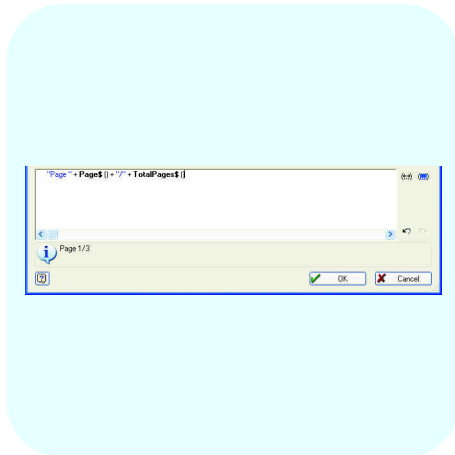 "Page " + Page$ () + "/" + TotalPages$ ()
Page 1/3
OK
Cancel